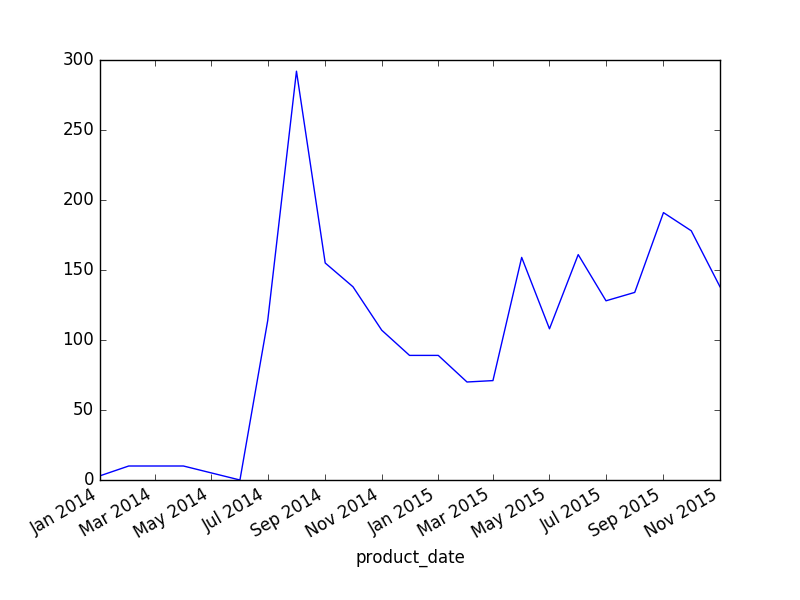 300
250
200
150
100
50
0
Jan 2014
Mar 2014
May 2014
Jul 2014
Sep 2014
Nov 2014
Jan 2015
Mar 2015
May 2015
Jul 2015
Sep 2015
Nov 2015
product_date